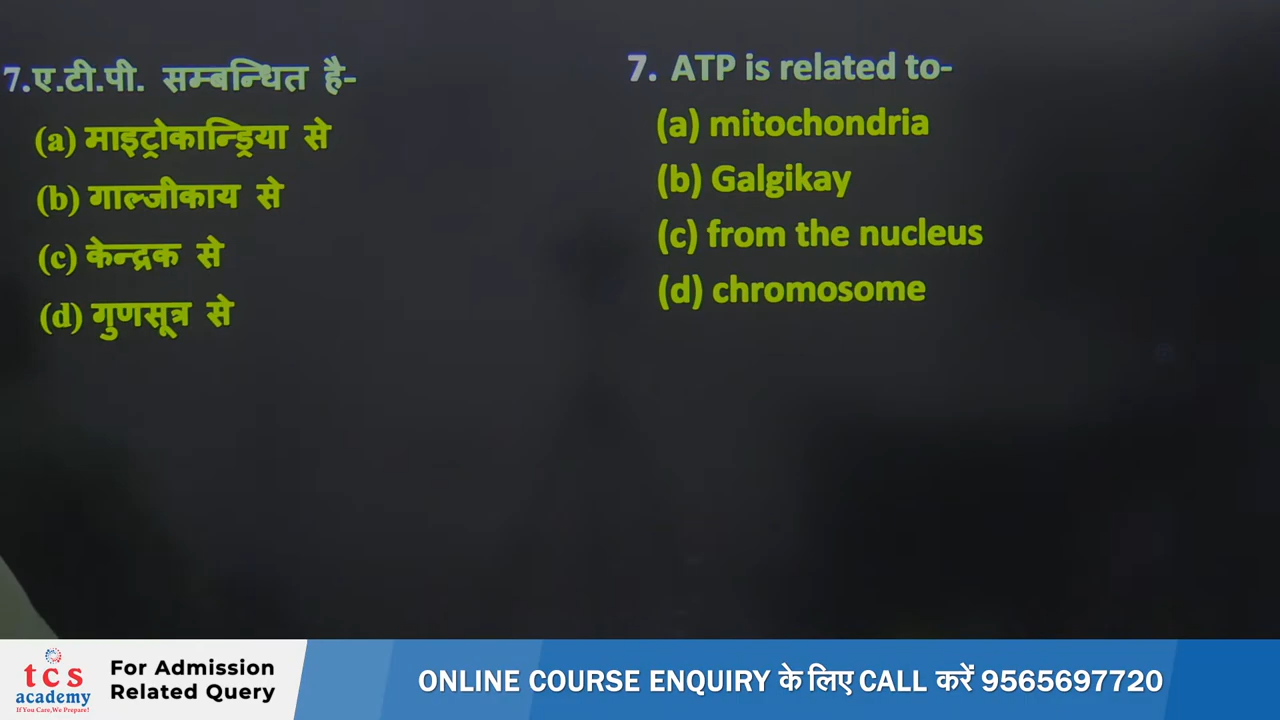 7.ए.टी.पी. सम्बन्धित है-
(a) माइट्रोकान्ड्रिया से
(b) गाल्जीकाय से
(c) केन्द्रक से
(d) गुणसूत्र से
7. ATP is related to-
(a) mitochondria
(b) Galgikay
(c) from the nucleus
(d) chromosome
tcs
academy
If You Care,We Prepare!
For Admission
Related Query
ONLINE COURSE ENQUIRY के लिए CALL करें 9565697720